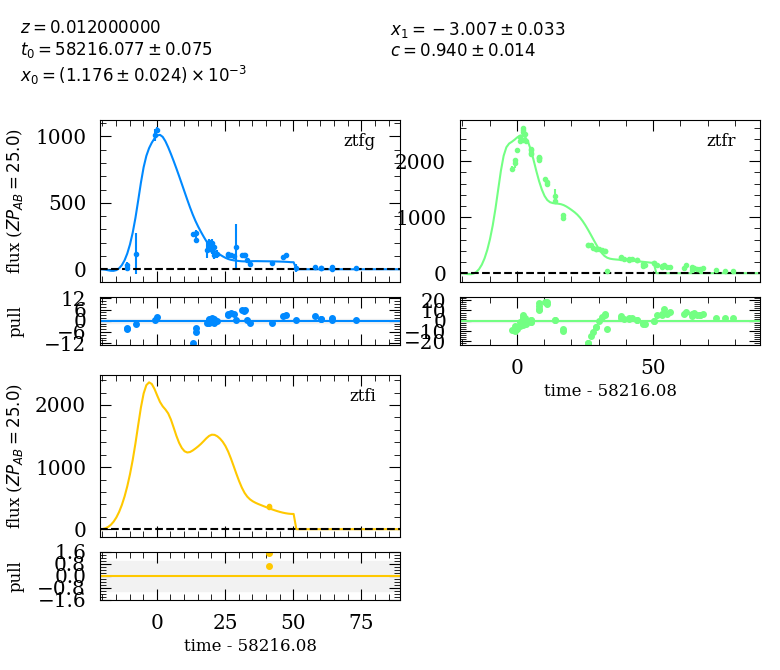 z = 0.012000000
t₀ = 58216.077 ± 0.075
x₀ = (1.176 ± 0.024) × 10⁻³
x₁ = −3.007 ± 0.033
c = 0.940 ± 0.014
ztfg
flux (ZP_AB = 25.0)
1000
500
0
pull
12
6
0
−6
−12
ztfr
2000
1000
0
20
10
0
−10
−20
0
50
time - 58216.08
ztfi
flux (ZP_AB = 25.0)
2000
1000
0
pull
1.6
0.8
0.0
−0.8
−1.6
0
25
50
75
time - 58216.08